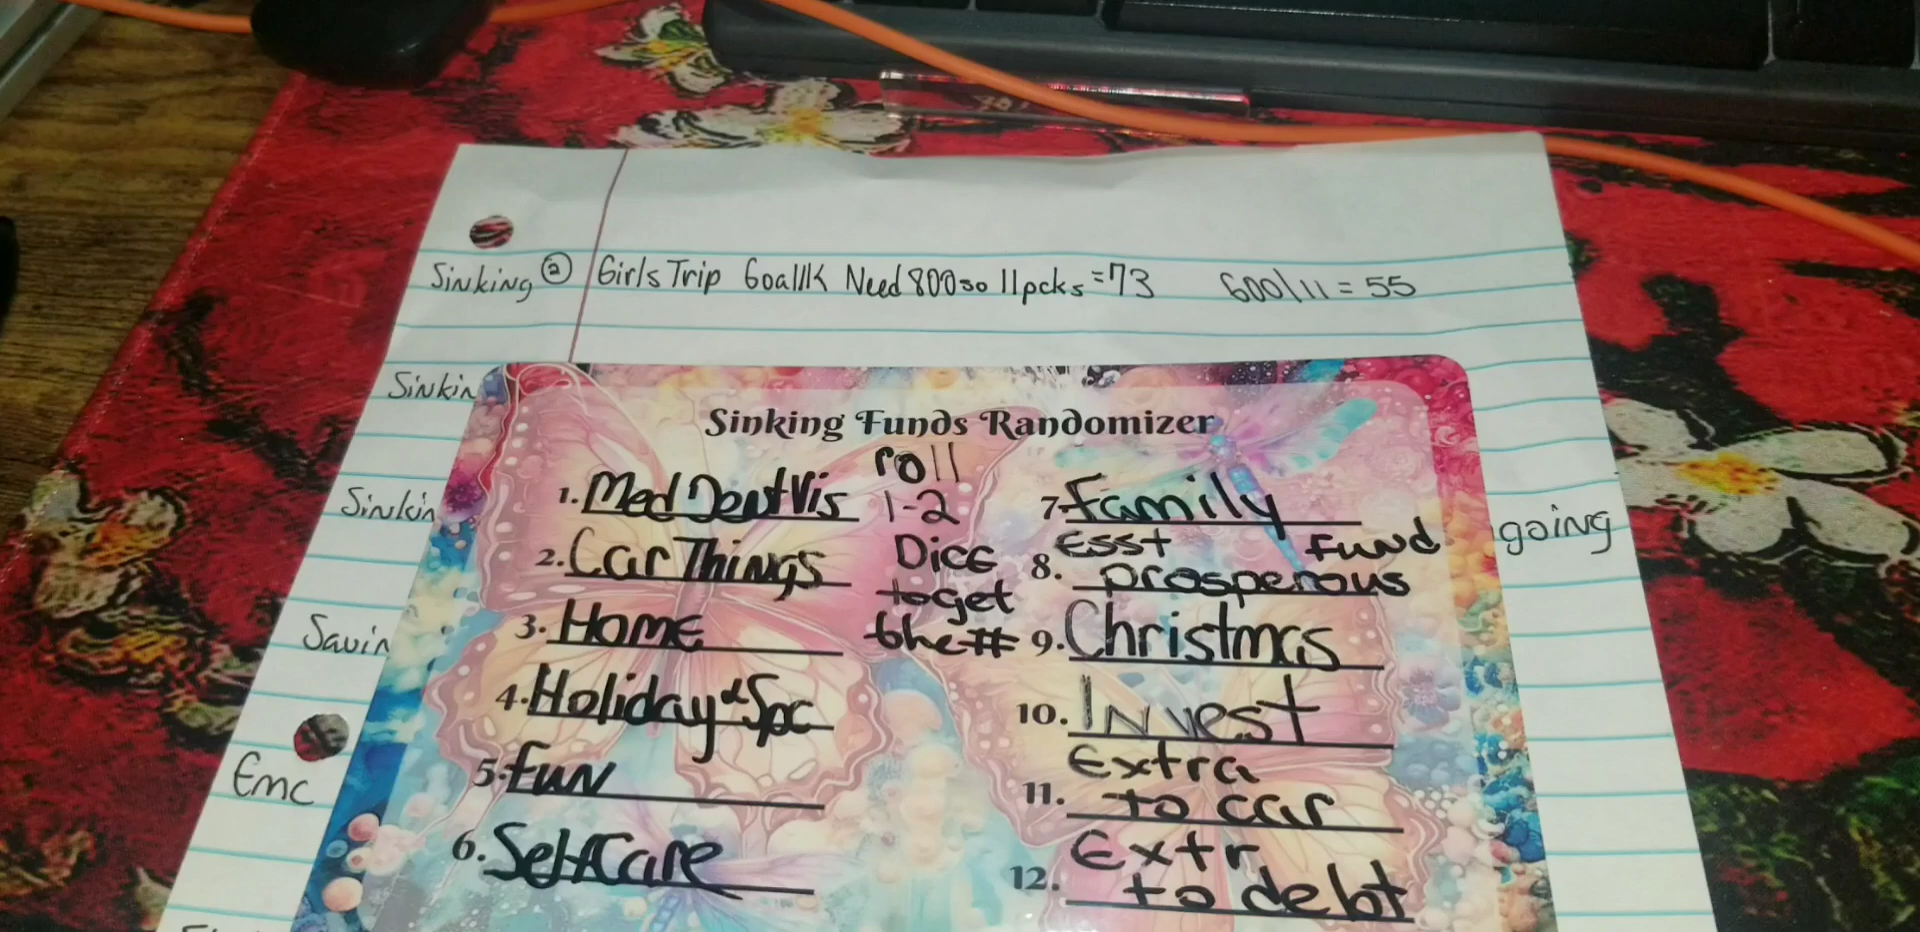 Sinking ② Girls Trip Goal 1K Need 800 so 11 pcks = 73 600/11 = 55
Sinkin
Sinking Funds Randomizer
roll
1-2
Dice
to get
the #
1. Med Dent Vis
2. Car Things
3. Home
4. Holiday & Spc
5. fun
6. Self Care
7. Family
8. Esst fund
prosperous
9. Christmas
10. Invest
11. Extra
to car
12. Extr
to debt
Sinkin
going
Savin
Emc